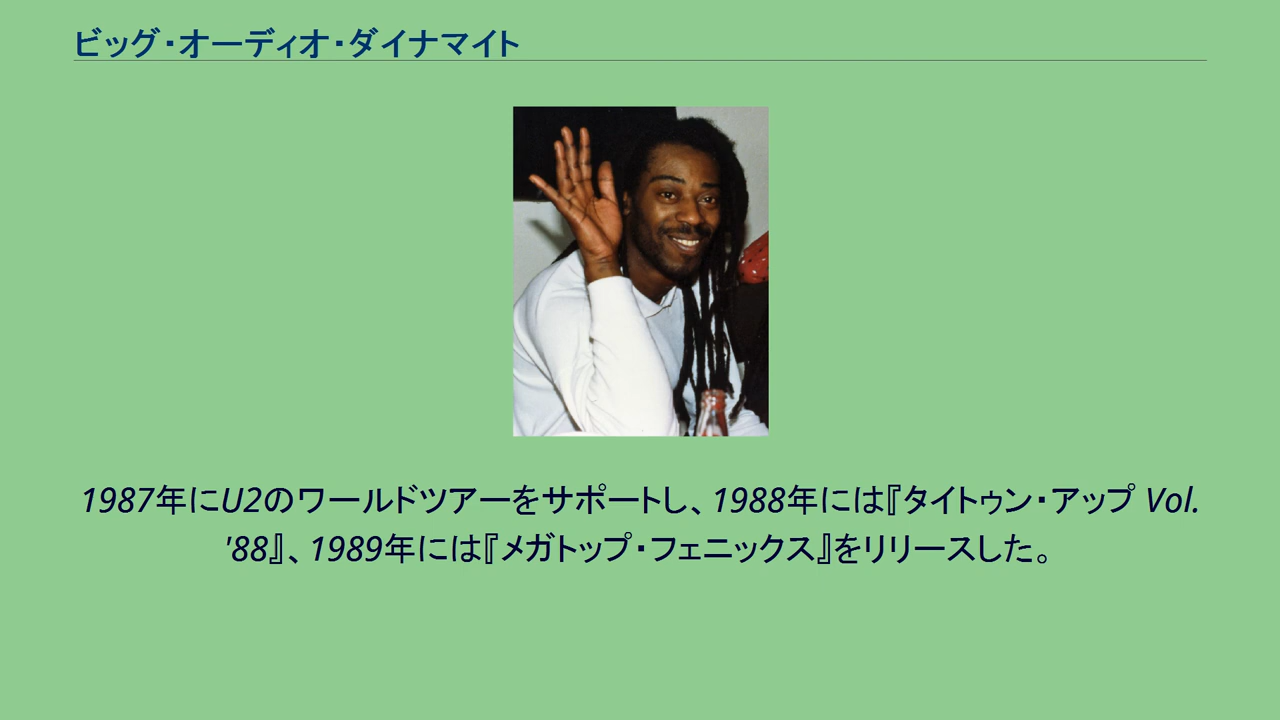 ビッグ・オーディオ・ダイナマイト
1987年にU2のワールドツアーをサポートし、1988年には『タイトゥン・アップ Vol.
'88』、1989年には『メガトップ・フェニックス』をリリースした。